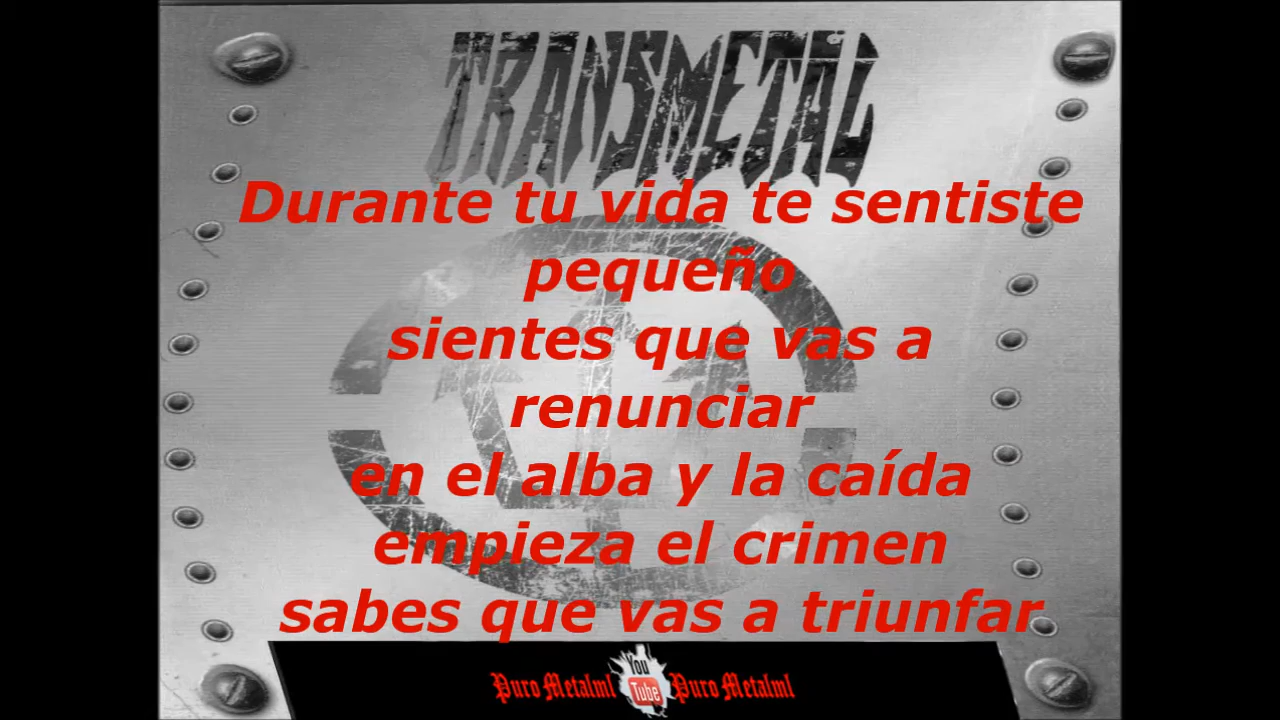 TRANSMETAL
Durante tu vida te sentiste
pequeño
sientes que vas a
renunciar
en el alba y la caída
empieza el crimen
sabes que vas a triunfar
Puro Metalml You Tube Puro Metalml